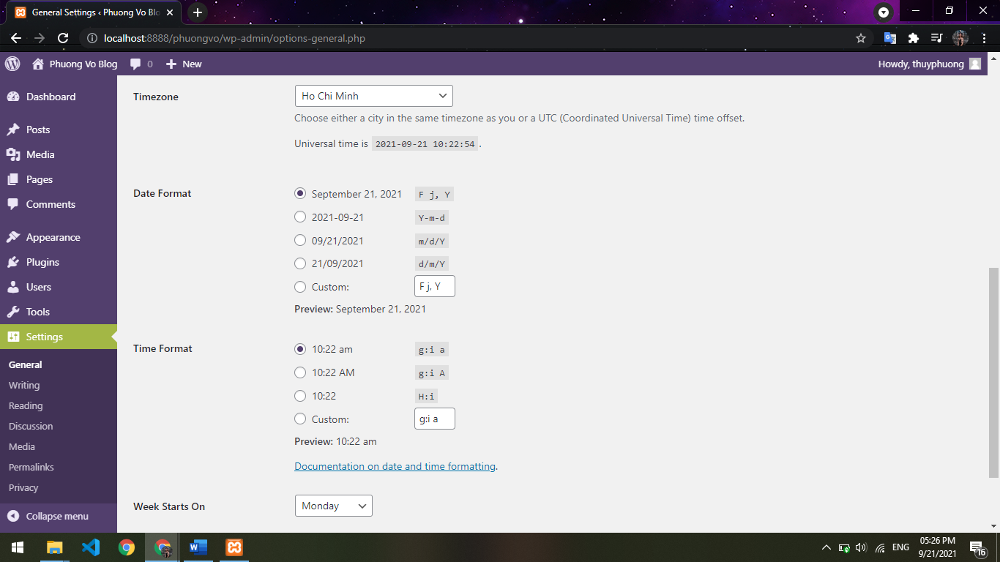 General Settings ‹ Phuong Vo Blo
localhost:8888/phuongvo/wp-admin/options-general.php
Phuong Vo Blog 0 New Howdy, thuyphuong
Dashboard
Posts
Media
Pages
Comments
Appearance
Plugins
Users
Tools
Settings
General
Writing
Reading
Discussion
Media
Permalinks
Privacy
Collapse menu
Timezone Ho Chi Minh
Choose either a city in the same timezone as you or a UTC (Coordinated Universal Time) time offset.
Universal time is 2021-09-21 10:22:54 .
Date Format September 21, 2021 F j, Y
2021-09-21 Y-m-d
09/21/2021 m/d/Y
21/09/2021 d/m/Y
Custom: F j, Y
Preview: September 21, 2021
Time Format 10:22 am g:i a
10:22 AM g:i A
10:22 H:i
Custom: g:i a
Preview: 10:22 am
Documentation on date and time formatting.
Week Starts On Monday
ENG 05:26 PM
9/21/2021
16